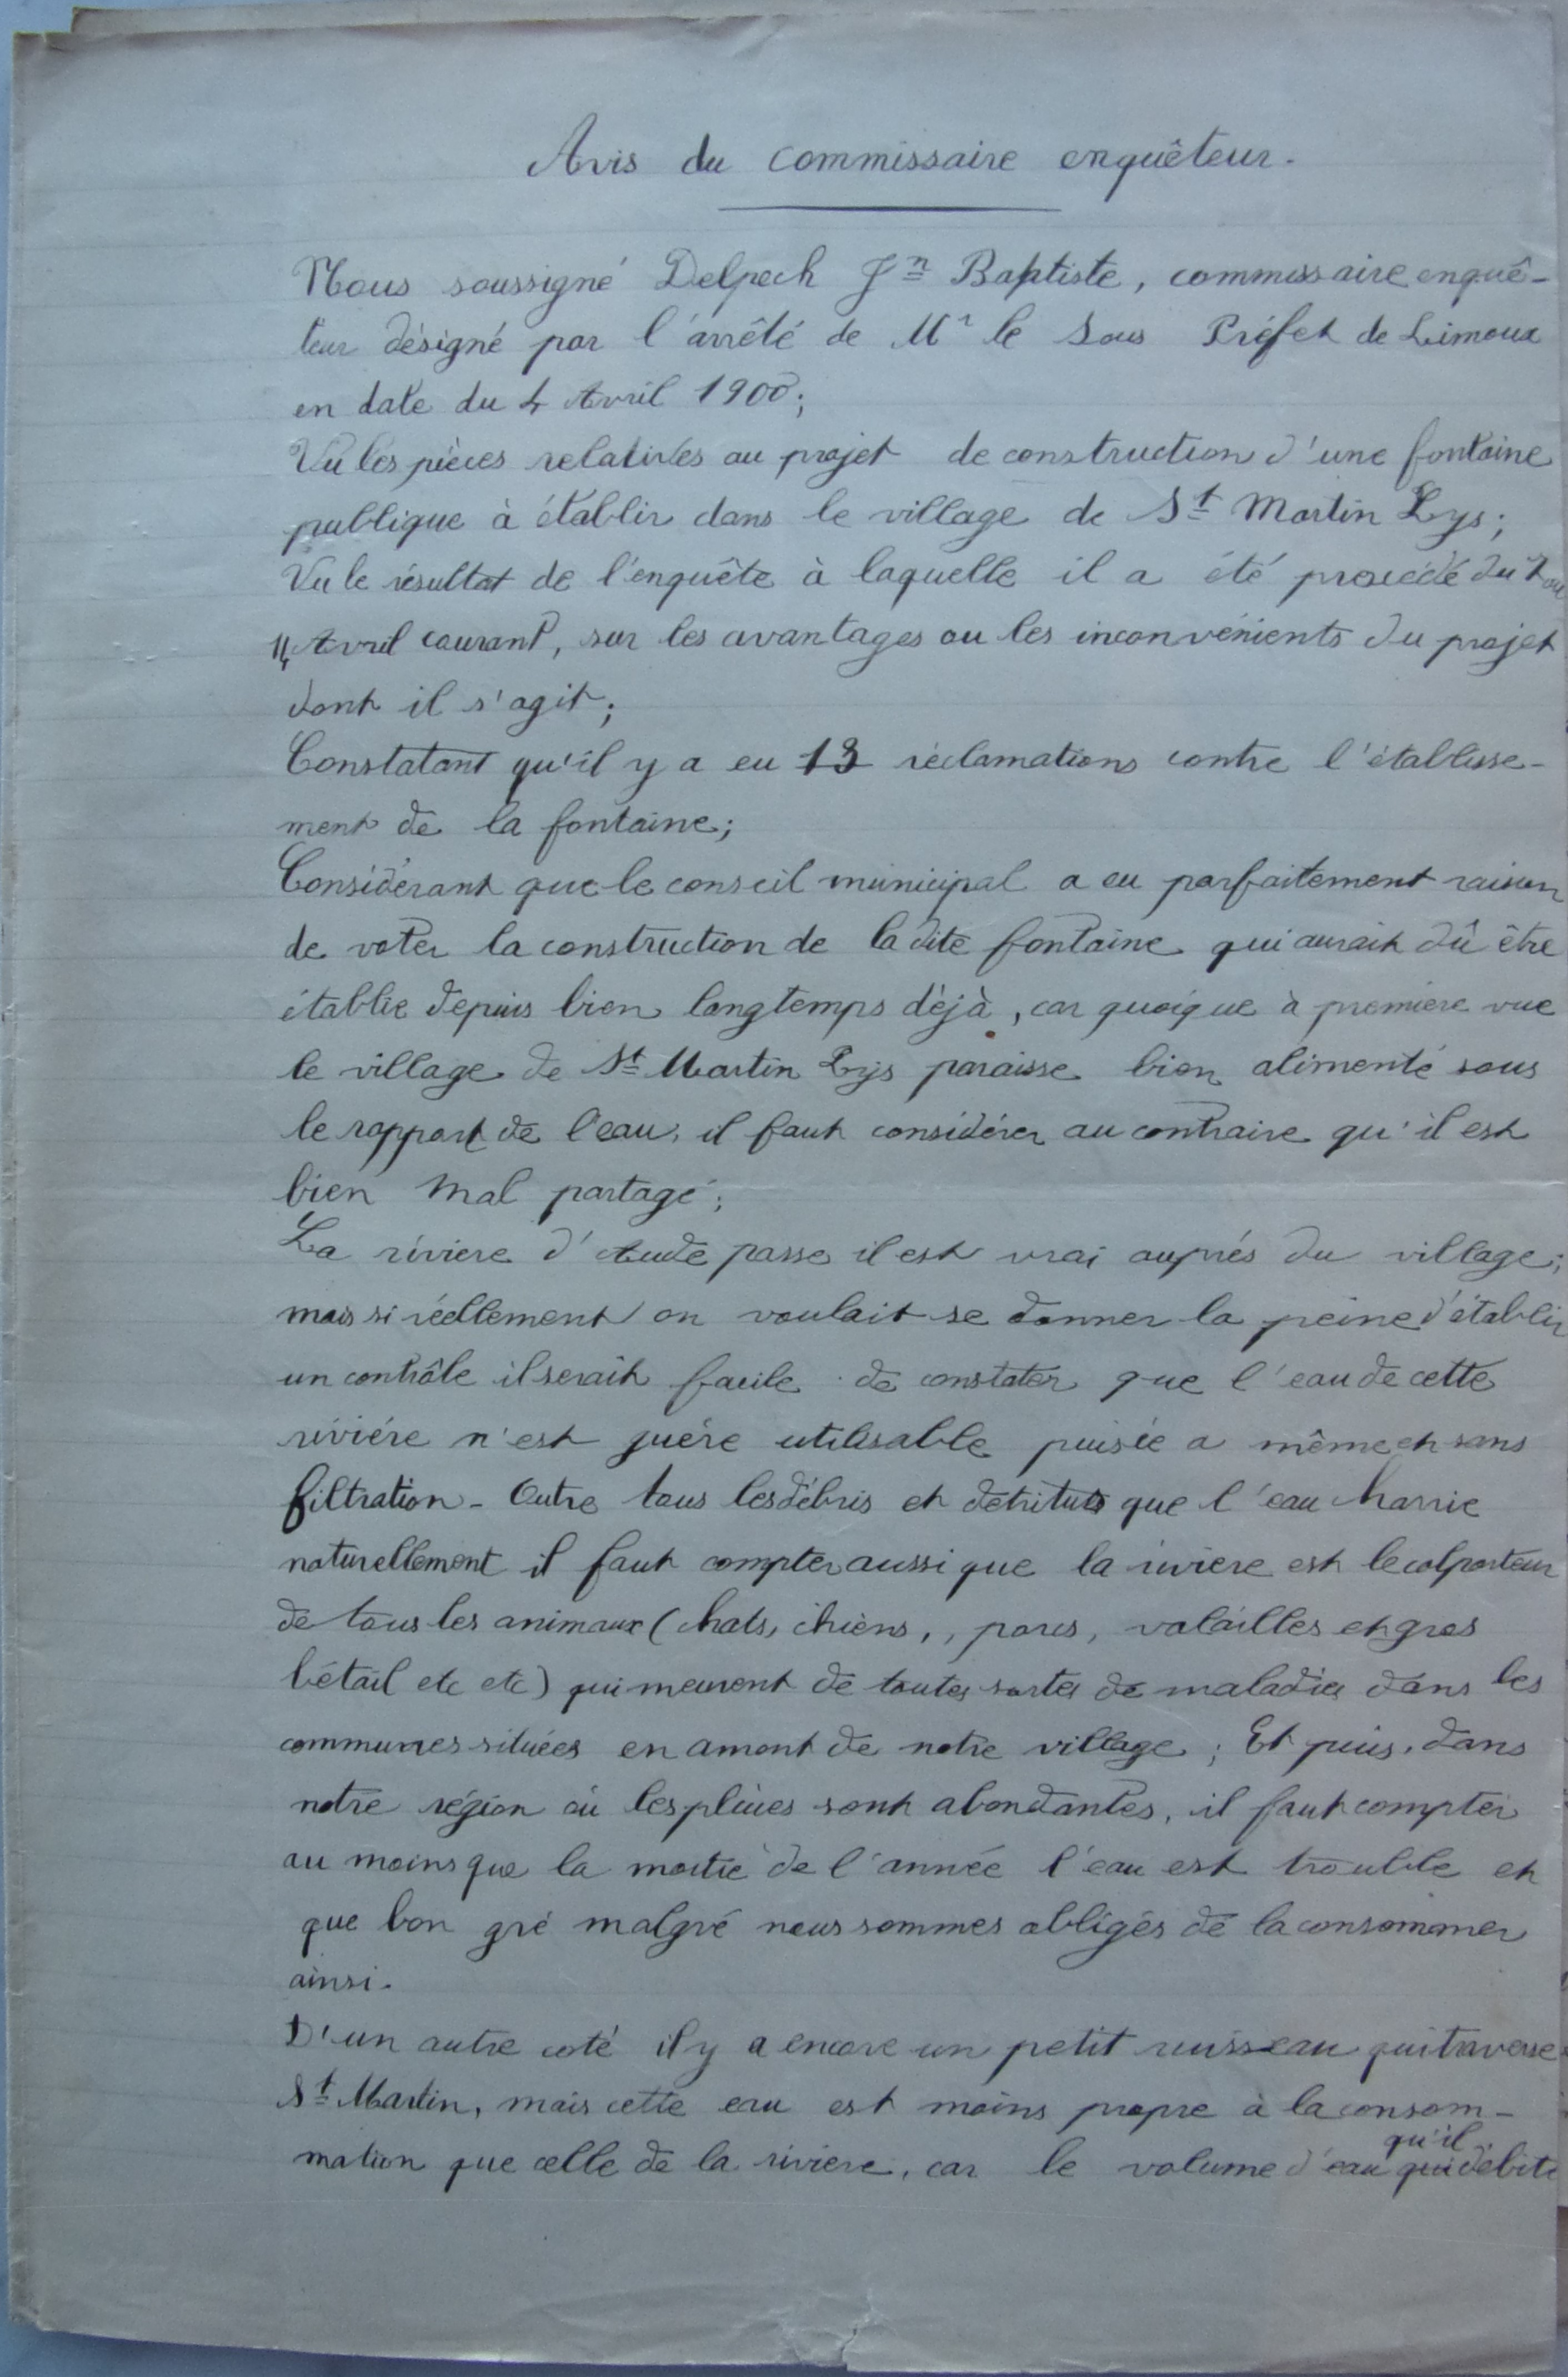 Avis du commissaire enquêteur.
Nous soussigné Delpech Jn Baptiste, commissaire enquê-
teur désigné par l'arrêté de Mr le Sous Préfet de Limoux
en date du 4 Avril 1900;
Vu les pièces relatives au projet de construction d'une fontaine
publique à établir dans le village de St Martin Lys;
Vu le résultat de l'enquête à laquelle il a été procédé du
Avril courant, sur les avantages ou les inconvénients du projet
dont il s'agit;
Constatant qu'il y a eu 13 réclamations contre l'établisse-
ment de la fontaine;
Considérant que le conseil municipal a eu parfaitement raison
de voter la construction de la dite fontaine qui aurait dû être
établie depuis bien longtemps déjà, car quoique à première vue
le village de St Martin Lys paraisse bien alimenté sous
le rapport de l'eau, il faut considérer au contraire qu'il est
bien mal partagé;
La rivière d'Aude passe il est vrai auprés du village;
mais si réellement on voulait se donner la peine d'établir
un contrôle il serait facile de constater que l'eau de cette
riviére n'est guére utilisable puisée a même et sans
filtration - Outre tous les débris et detritus que l'eau charrie
naturellement il faut compter aussi que la riviere est le colporteur
de tous les animaux (chats, chiens, , porcs, volailles et gros
bétail etc etc) qui meurent de toutes sortes de maladies dans les
communes situées en amont de notre village; Et puis, dans
notre région où les pluies sont abondantes, il faut compter
au moins que la moitié de l'année l'eau est trouble et
que bon gré malgré nous sommes obligés de la consommer
ainsi.
D'un autre coté il y a encore un petit ruisseau qui traverse
St Martin, mais cette eau est moins propre à la consom-
mation que celle de la riviere, car le volume d'eau qu'il débite